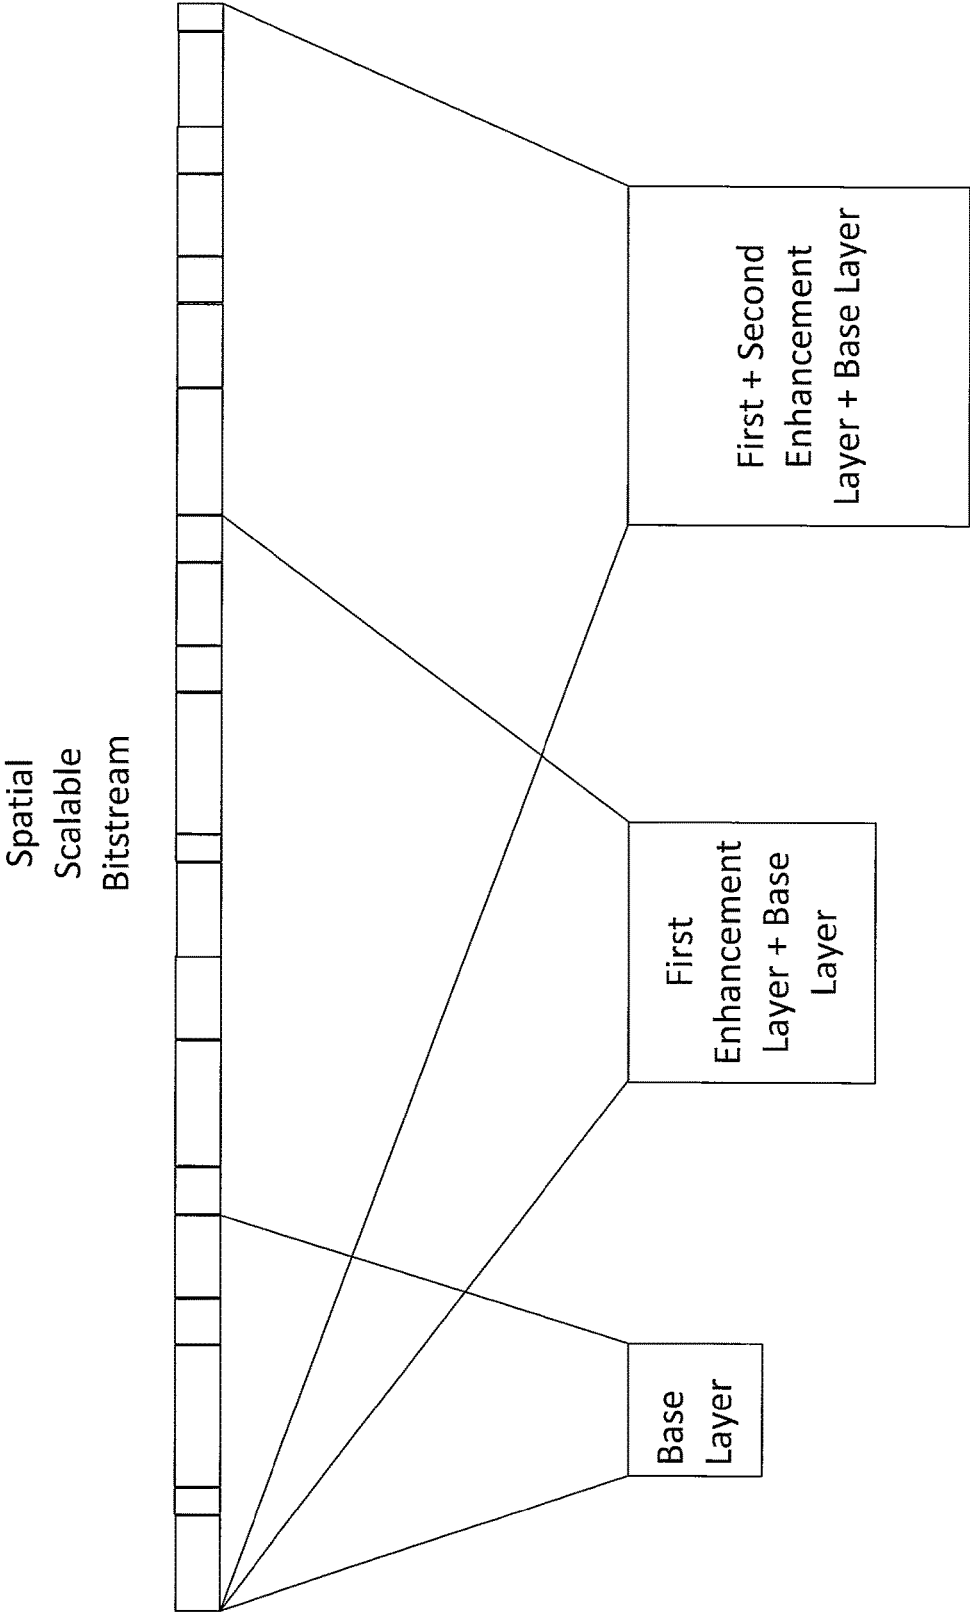 Spatial
Scalable
Bitstream
Base
Layer
First
Enhancement
Layer + Base
Layer
First + Second
Enhancement
Layer + Base Layer